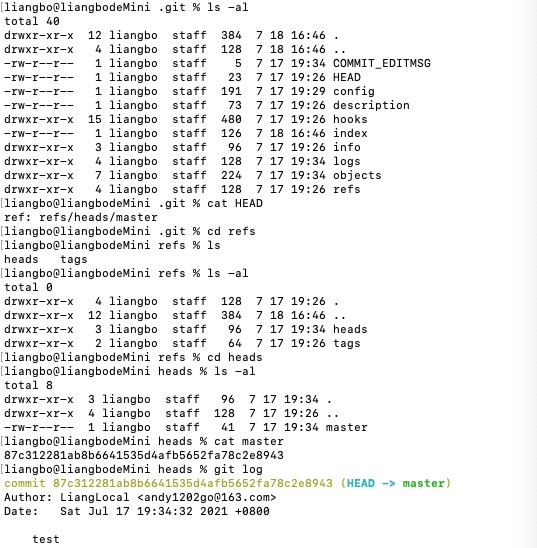 liangbo@liangbodeMini .git % ls -al
total 40
drwxr-xr-x  12 liangbo  staff  384  7 18 16:46 .
drwxr-xr-x   4 liangbo  staff  128  7 18 16:46 ..
-rw-r--r--   1 liangbo  staff    5  7 17 19:34 COMMIT_EDITMSG
-rw-r--r--   1 liangbo  staff   23  7 17 19:26 HEAD
-rw-r--r--   1 liangbo  staff  191  7 17 19:29 config
-rw-r--r--   1 liangbo  staff   73  7 17 19:26 description
drwxr-xr-x  15 liangbo  staff  480  7 17 19:26 hooks
-rw-r--r--   1 liangbo  staff  126  7 18 16:46 index
drwxr-xr-x   3 liangbo  staff   96  7 17 19:26 info
drwxr-xr-x   4 liangbo  staff  128  7 17 19:34 logs
drwxr-xr-x   7 liangbo  staff  224  7 17 19:34 objects
drwxr-xr-x   4 liangbo  staff  128  7 17 19:26 refs
liangbo@liangbodeMini .git % cat HEAD
ref: refs/heads/master
liangbo@liangbodeMini .git % cd refs
liangbo@liangbodeMini refs % ls
heads   tags
liangbo@liangbodeMini refs % ls -al
total 0
drwxr-xr-x   4 liangbo  staff  128  7 17 19:26 .
drwxr-xr-x  12 liangbo  staff  384  7 18 16:46 ..
drwxr-xr-x   3 liangbo  staff   96  7 17 19:34 heads
drwxr-xr-x   2 liangbo  staff   64  7 17 19:26 tags
liangbo@liangbodeMini refs % cd heads
liangbo@liangbodeMini heads % ls -al
total 8
drwxr-xr-x  3 liangbo  staff   96  7 17 19:34 .
drwxr-xr-x  4 liangbo  staff  128  7 17 19:26 ..
-rw-r--r--  1 liangbo  staff   41  7 17 19:34 master
liangbo@liangbodeMini heads % cat master
87c312281ab8b6641535d4afb5652fa78c2e8943
liangbo@liangbodeMini heads % git log
commit 87c312281ab8b6641535d4afb5652fa78c2e8943 (HEAD -> master)
Author: LiangLocal <andy1202go@163.com>
Date:   Sat Jul 17 19:34:32 2021 +0800
test